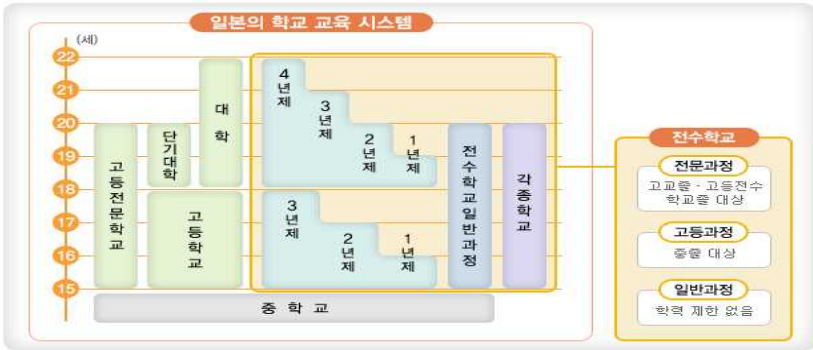 일본의 학교 교육 시스템
(세)
22
21
20
19
18
17
16
15
고등전문학교
단기대학
대학
고등학교
4년제
3년제
2년제
1년제
3년제
2년제
1년제
전수학교일반과정
각종학교
중 학 교
전수학교
전문과정
고교졸 · 고등전수
학교졸 대상
고등과정
중졸 대상
일반과정
학력 제한 없음